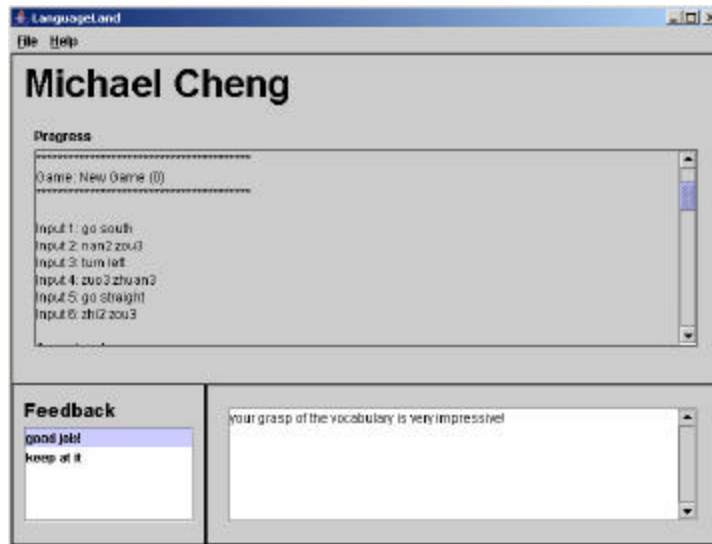 LanguageLand
File Help
Michael Cheng
Progress
****************************************
Game: New Game (0)
****************************************
Input 1: go south
Input 2: nan2 zou3
Input 3: turn left
Input 4: zuo3 zhuan3
Input 5: go straight
Input 6: zhi2 zou3
Feedback
good job!
keep at it
your grasp of the vocabulary is very impressive!